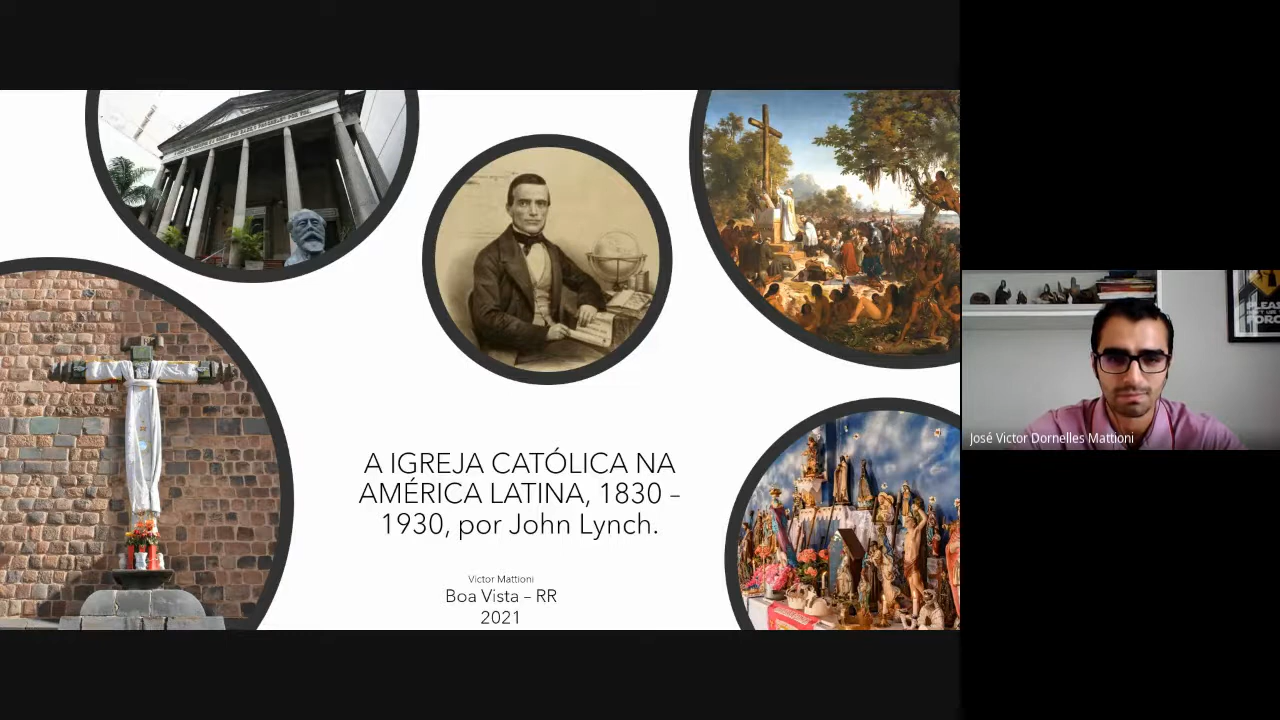 A IGREJA CATÓLICA NA
AMÉRICA LATINA, 1830 –
1930, por John Lynch.
Victor Mattioni
Boa Vista – RR
2021
José Victor Dornelles Mattioni